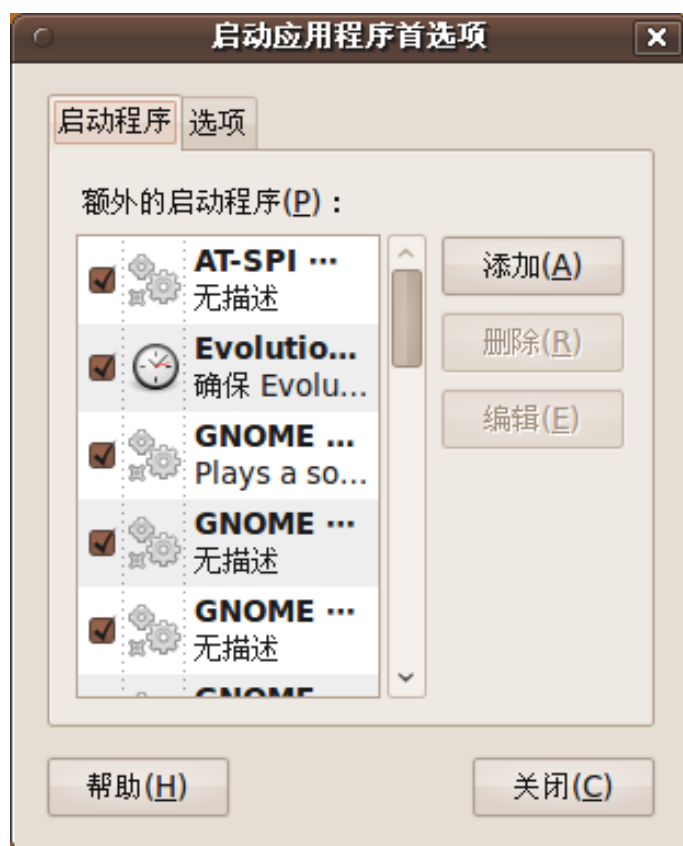 启动应用程序首选项
启动程序 选项
额外的启动程序(P)：
AT-SPI ...
无描述
添加(A)
Evolutio...
确保 Evolu...
删除(R)
GNOME ...
Plays a so...
编辑(E)
GNOME ...
无描述
GNOME ...
无描述
GNOME
帮助(H) 关闭(C)